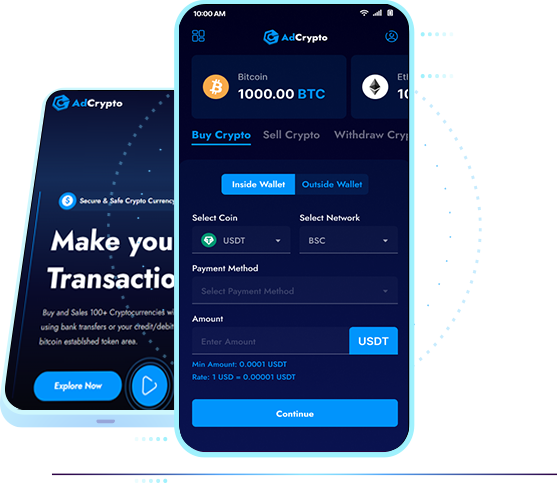 10:00 AM
AdCrypto
Bitcoin
1000.00 BTC
Et
10
Buy Crypto Sell Crypto Withdraw Cryp
Inside Wallet Outside Wallet
Select Coin Select Network
USDT BSC
Payment Method
Select Payment Method
Amount
Enter Amount USDT
Min Amount: 0.0001 USDT
Rate: 1 USD = 0.00001 USDT
Continue
AdCrypto
Secure & Safe Crypto Currency
Make you
Transactio
Buy and Sales 100+ Cryptocurrencies wi
using bank transfers or your credit/debit
bitcoin establshed token area.
Explore Now